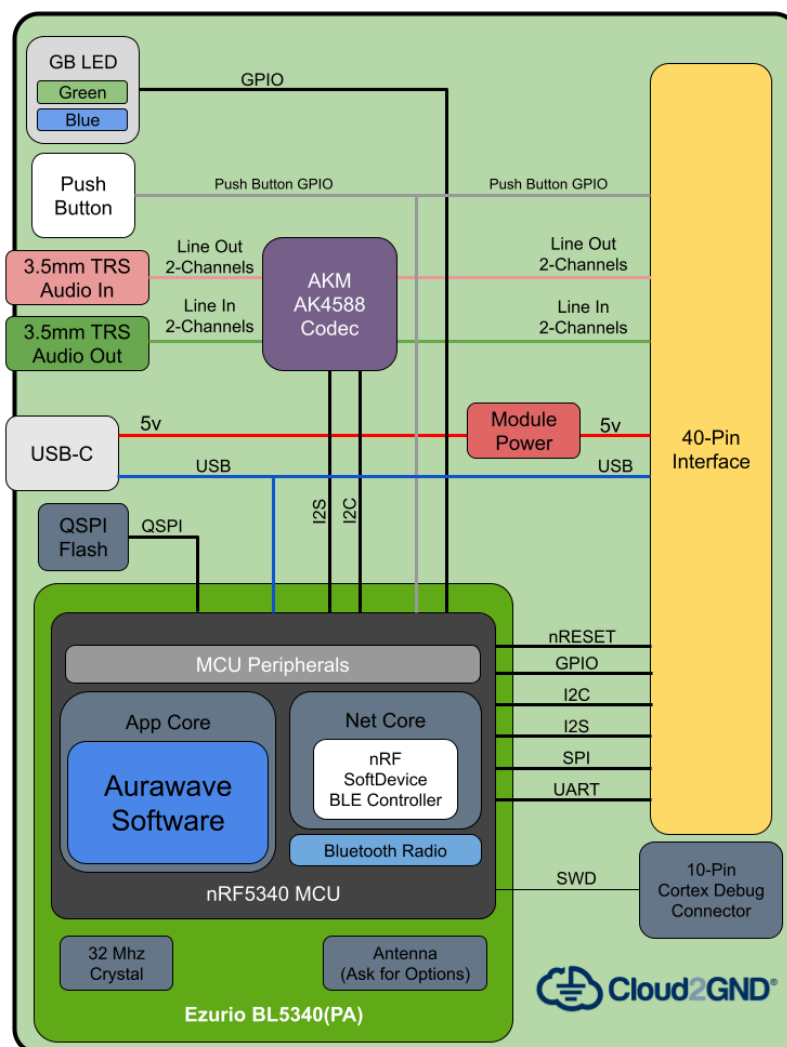 GB LED
Green
Blue
GPIO
Push
Button
Push Button GPIO
Push Button GPIO
3.5mm TRS
Audio In
Line Out
2-Channels
Line In
2-Channels
3.5mm TRS
Audio Out
AKM
AK4588
Codec
Line Out
2-Channels
Line In
2-Channels
40-Pin
Interface
USB-C
5v
Module
Power
5v
USB
USB
QSPI
Flash
QSPI
I2S
I2C
MCU Peripherals
App Core
Aurawave
Software
Net Core
nRF
SoftDevice
BLE Controller
Bluetooth Radio
nRF5340 MCU
nRESET
GPIO
I2C
I2S
SPI
UART
SWD
10-Pin
Cortex Debug
Connector
32 Mhz
Crystal
Antenna
(Ask for Options)
Ezurio BL5340(PA)
Cloud2GND®